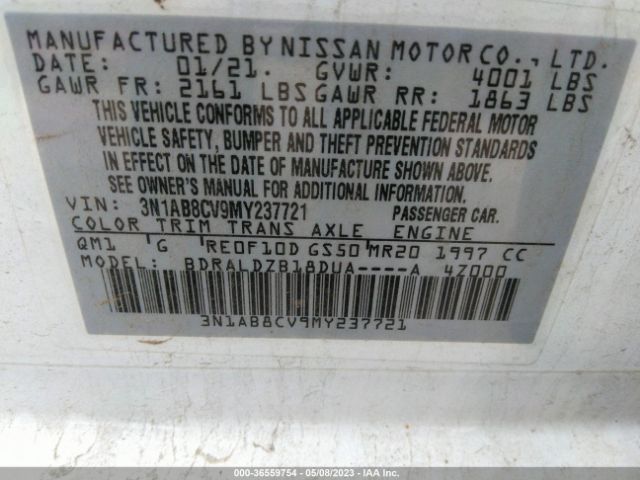 MANUFACTURED BY NISSAN MOTOR CO., LTD.
DATE: 01/21. GVWR: 4001 LBS
GAWR FR: 2161 LBS GAWR RR: 1863 LBS
THIS VEHICLE CONFORMS TO ALL APPLICABLE FEDERAL MOTOR
VEHICLE SAFETY, BUMPER AND THEFT PREVENTION STANDARDS
IN EFFECT ON THE DATE OF MANUFACTURE SHOWN ABOVE.
SEE OWNER'S MANUAL FOR ADDITIONAL INFORMATION.
VIN: 3N1AB8CV9MY237721 PASSENGER CAR.
COLOR TRIM TRANS AXLE ENGINE
QM1 G RE0F10D GS50 MR20 1997 CC
MODEL: BDRALDZB18DUA----A 4Z000
3N1AB8CV9MY237721
000-36559754 - 05/08/2023 - IAA Inc.